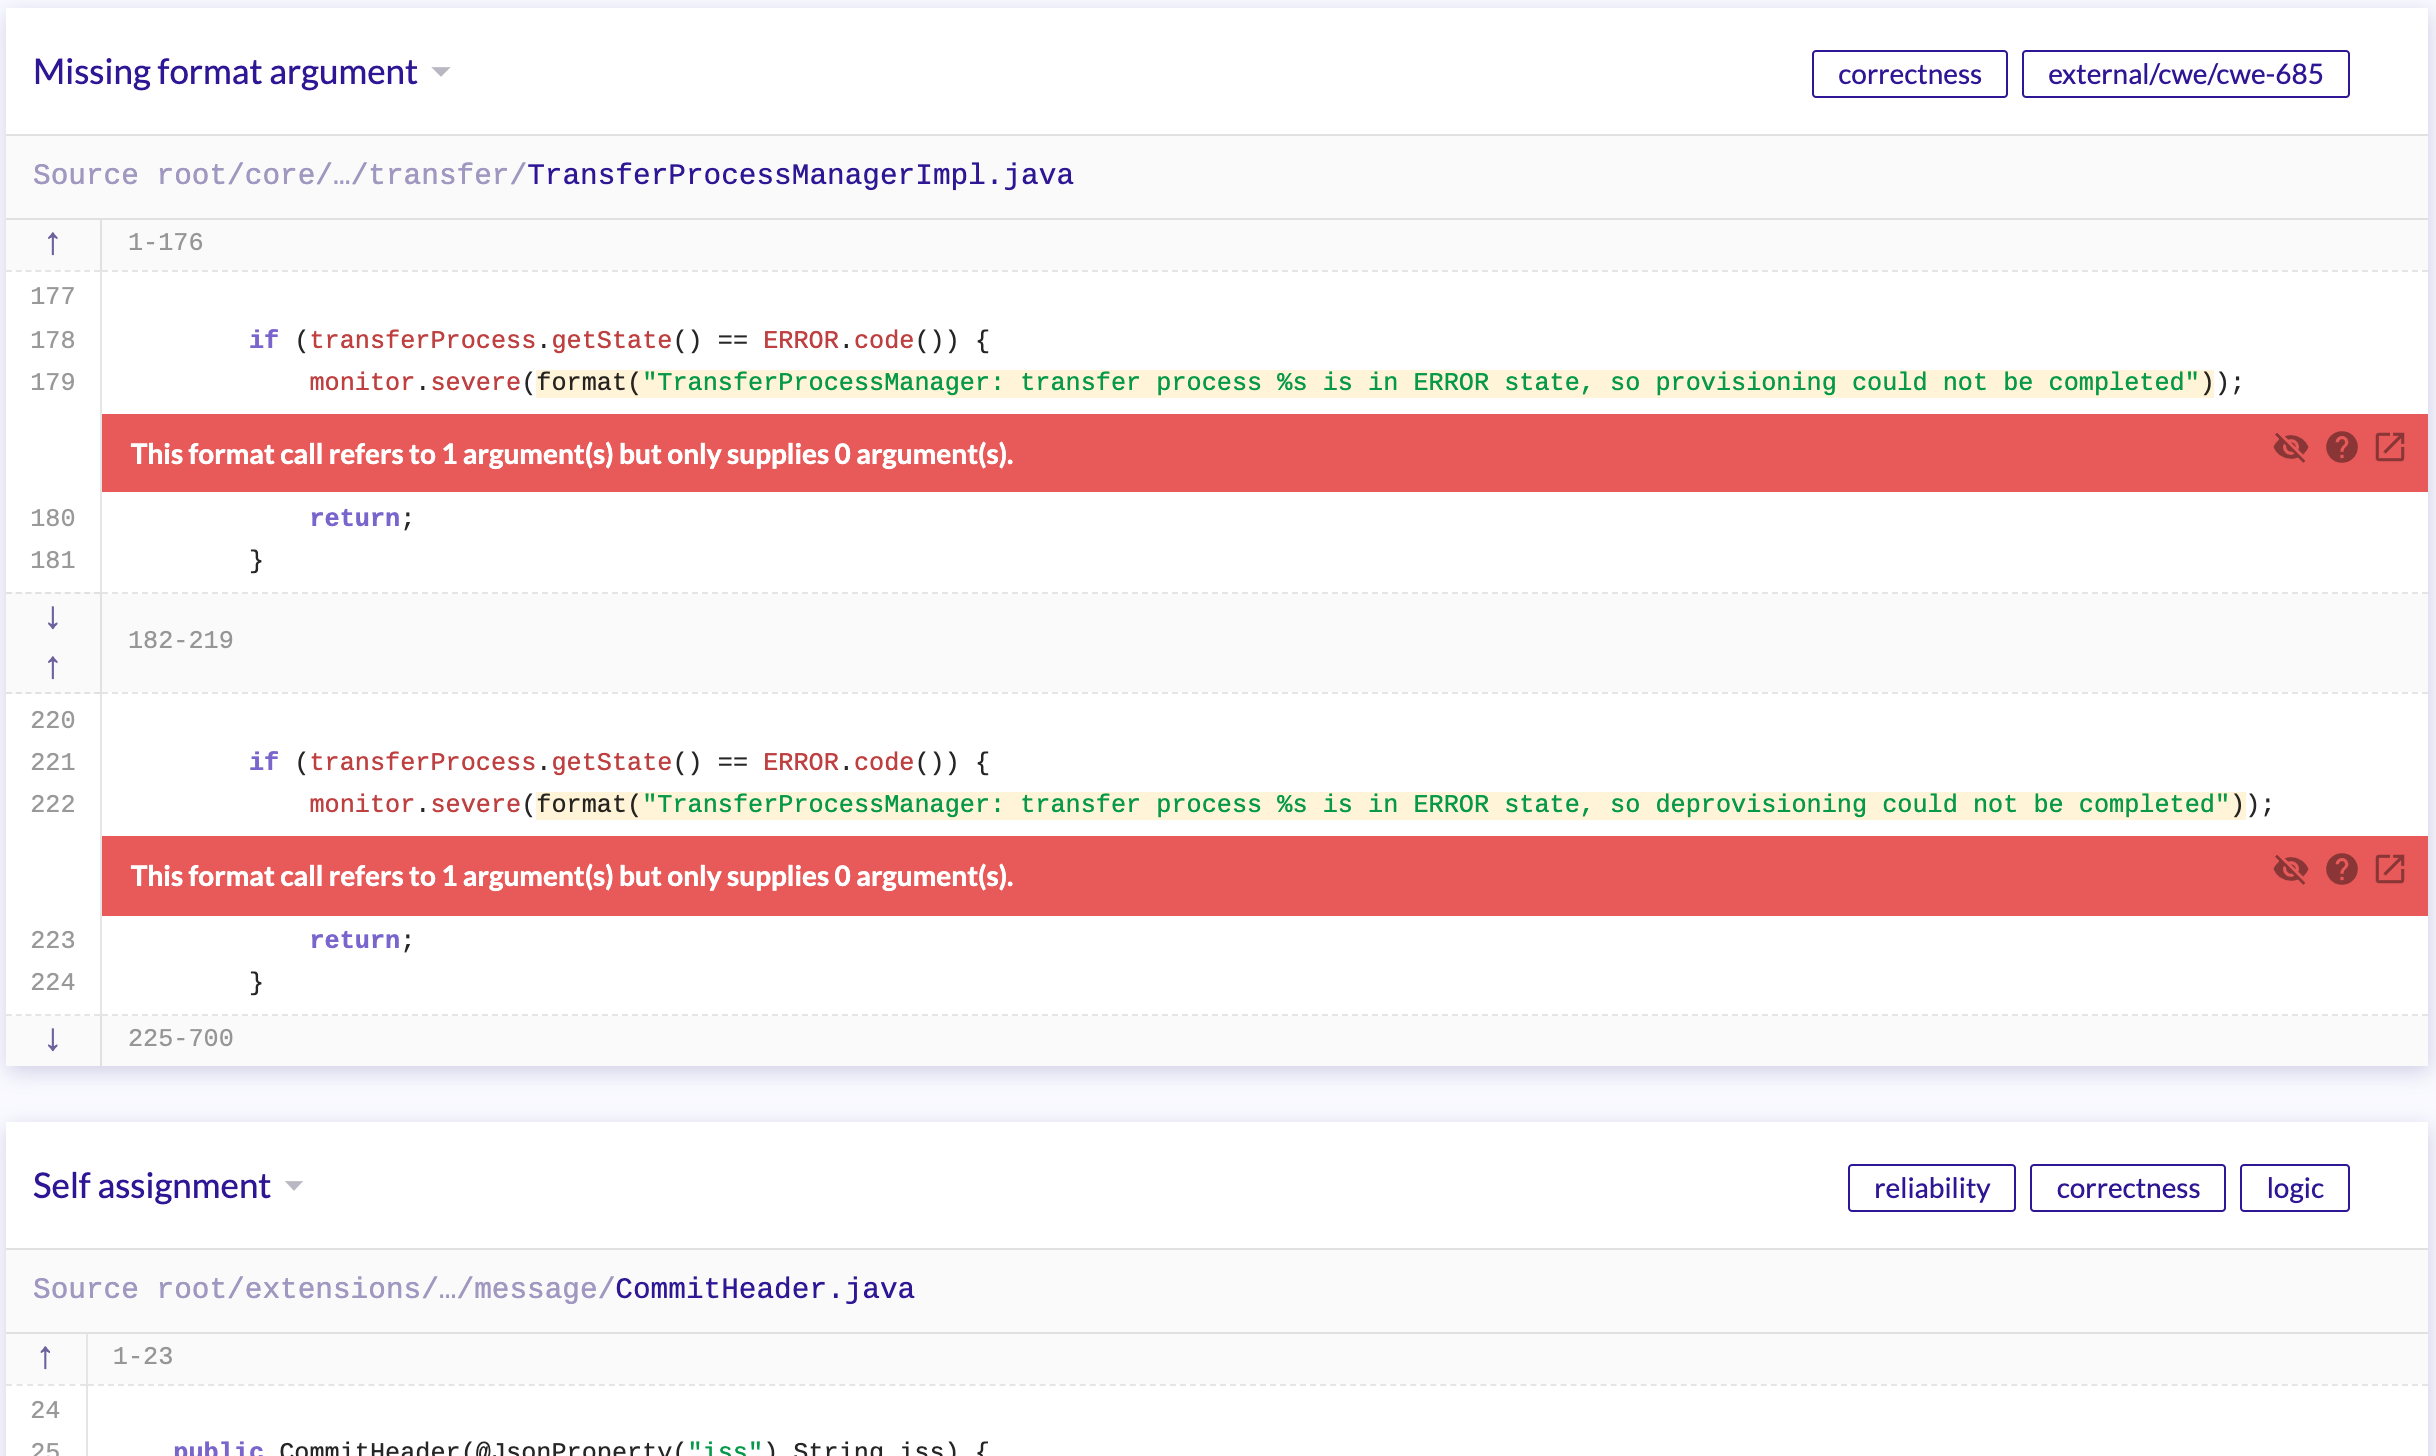 Missing format argument
correctness
external/cwe/cwe-685
Source root/core/…/transfer/TransferProcessManagerImpl.java
↑ 1-176
177
178 if (transferProcess.getState() == ERROR.code()) {
179 monitor.severe(format("TransferProcessManager: transfer process %s is in ERROR state, so provisioning could not be completed"));
This format call refers to 1 argument(s) but only supplies 0 argument(s).
180 return;
181 }
↓
182-219
↑
220
221 if (transferProcess.getState() == ERROR.code()) {
222 monitor.severe(format("TransferProcessManager: transfer process %s is in ERROR state, so deprovisioning could not be completed"));
This format call refers to 1 argument(s) but only supplies 0 argument(s).
223 return;
224 }
↓ 225-700
Self assignment
reliability
correctness
logic
Source root/extensions/…/message/CommitHeader.java
↑ 1-23
24
25 public CommitHeader(@JsonProperty("iss") String iss) {